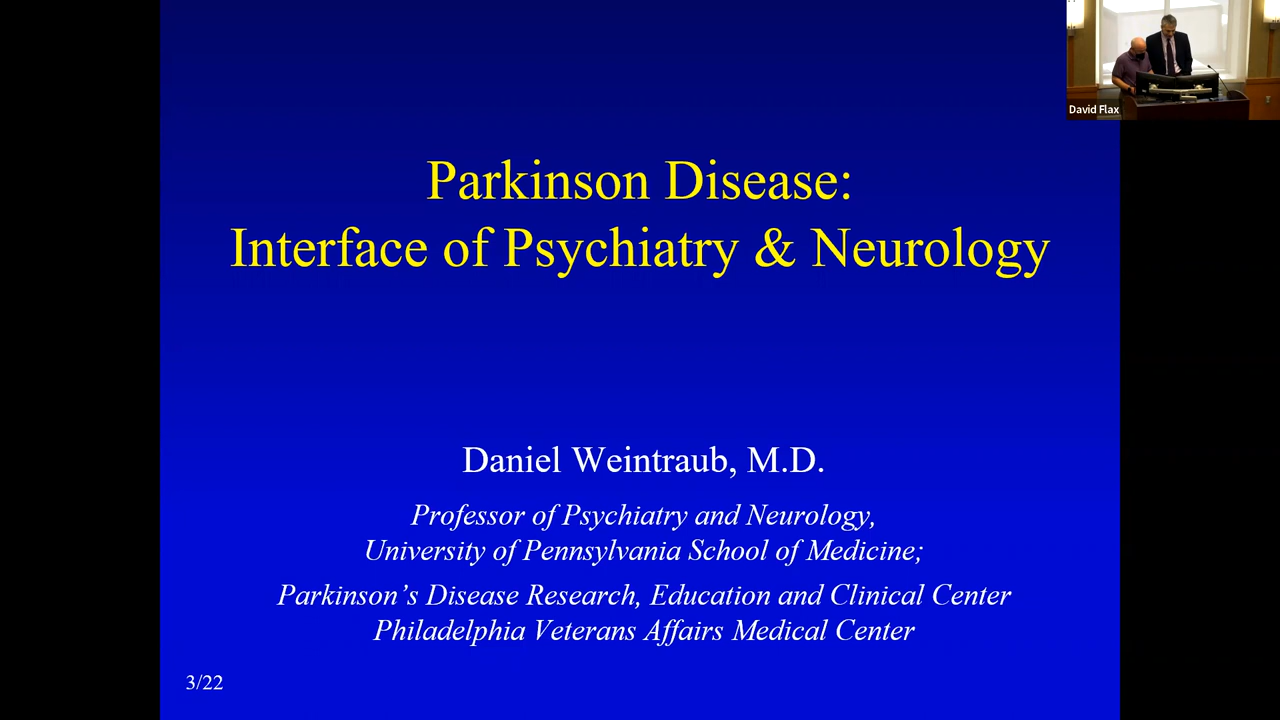 David Flax
Parkinson Disease:
Interface of Psychiatry & Neurology
Daniel Weintraub, M.D.
Professor of Psychiatry and Neurology,
University of Pennsylvania School of Medicine;
Parkinson’s Disease Research, Education and Clinical Center
Philadelphia Veterans Affairs Medical Center
3/22